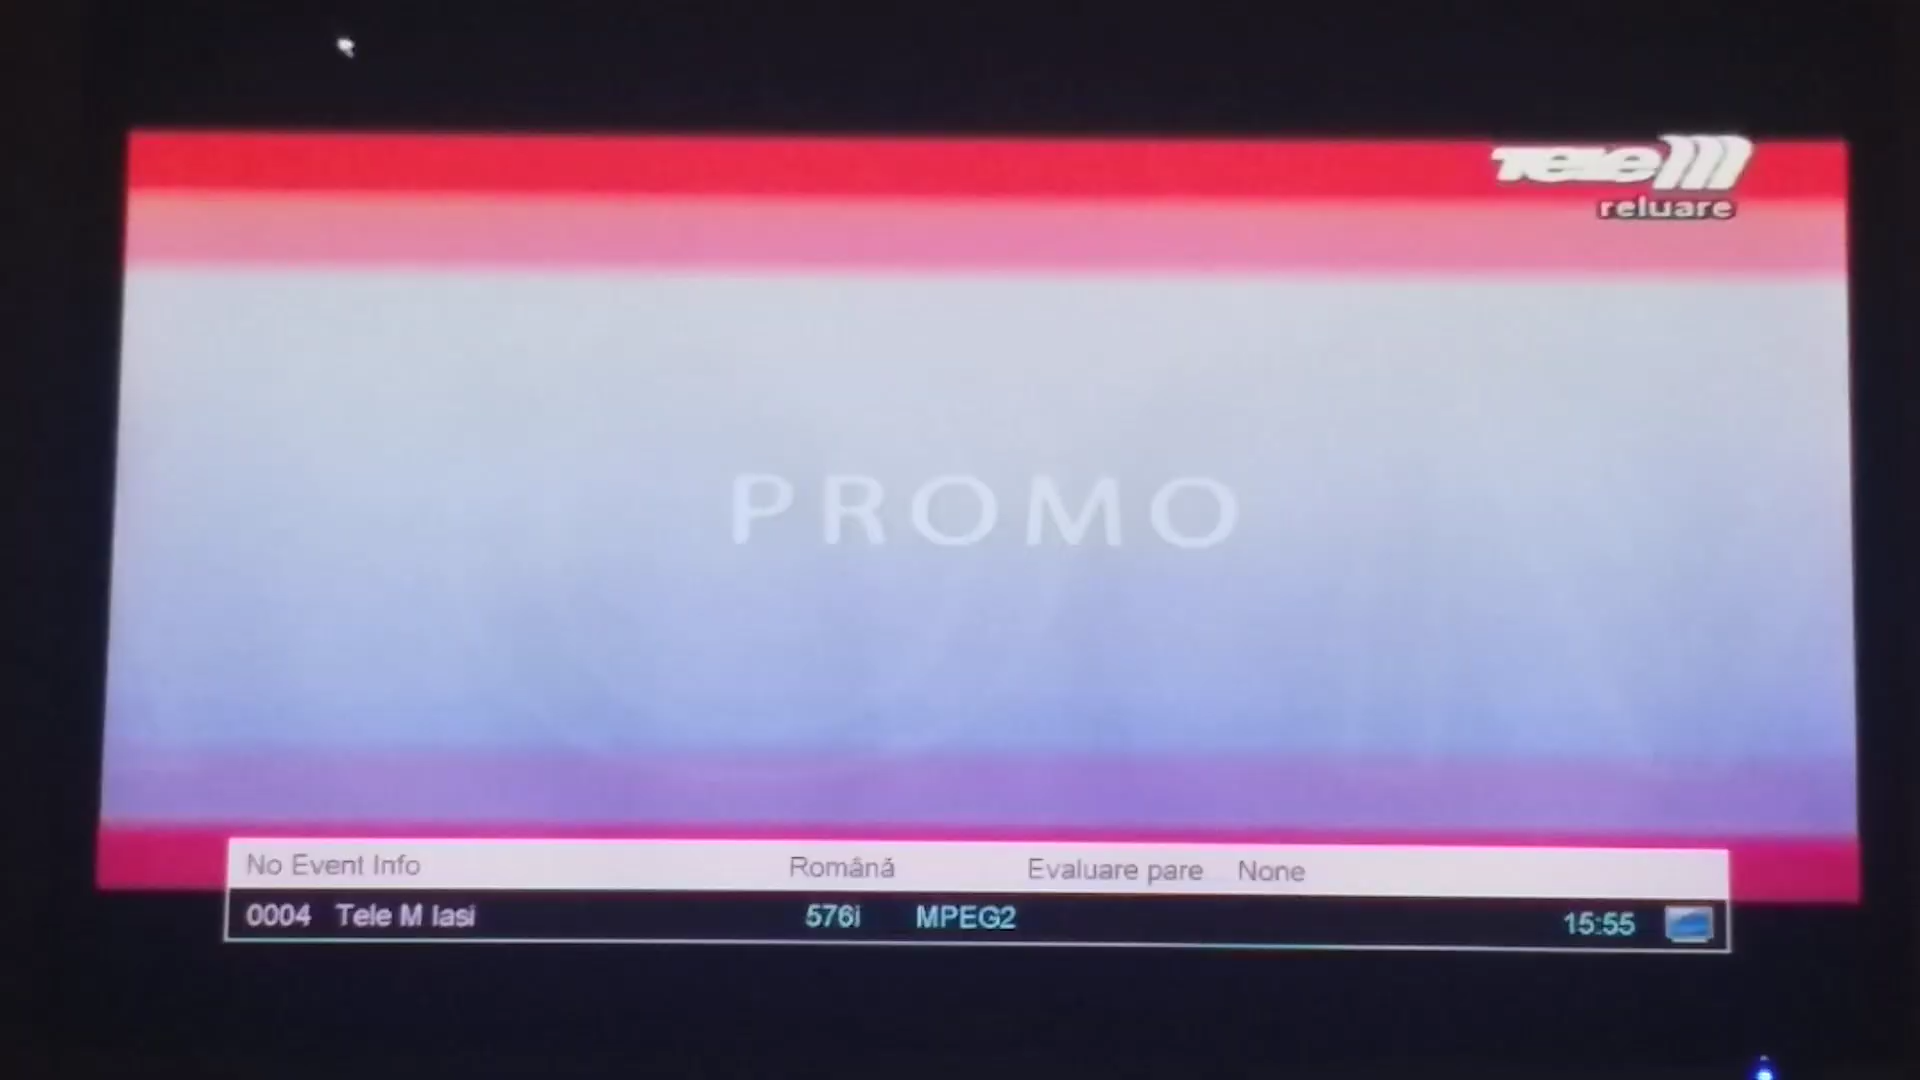 Tele M
reluare
PROMO
No Event Info Română Evaluare pare None
0004 Tele M Iasi 576i MPEG2 15:55